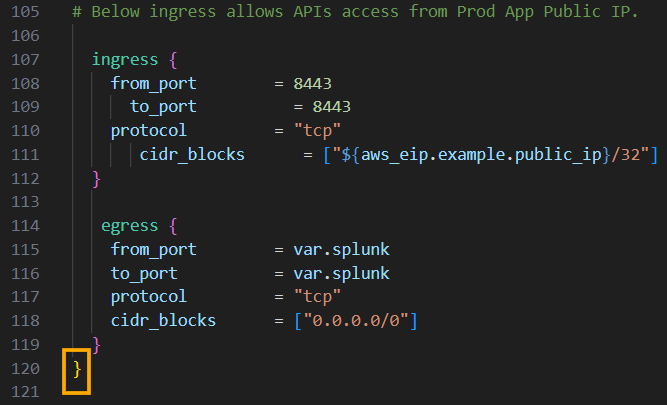 105 # Below ingress allows APIs access from Prod App Public IP.
106
107 ingress {
108 from_port = 8443
109 to_port = 8443
110 protocol = "tcp"
111 cidr_blocks = ["${aws_eip.example.public_ip}/32"]
112 }
113
114 egress {
115 from_port = var.splunk
116 to_port = var.splunk
117 protocol = "tcp"
118 cidr_blocks = ["0.0.0.0/0"]
119 }
120 }
121